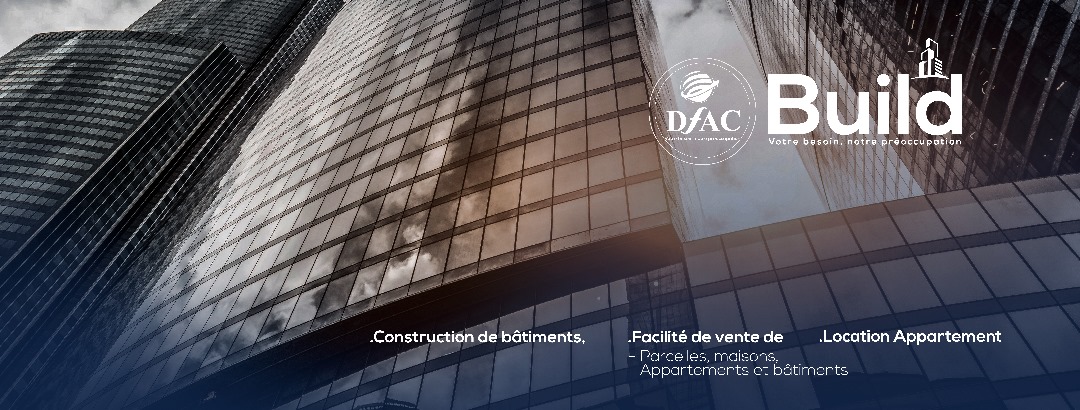 DfAC
Build
Votre besoin, notre préoccupation
.Construction de bâtiments,
.Facilité de vente de
- Parcelles, maisons,
Appartements et bâtiments
.Location Appartement